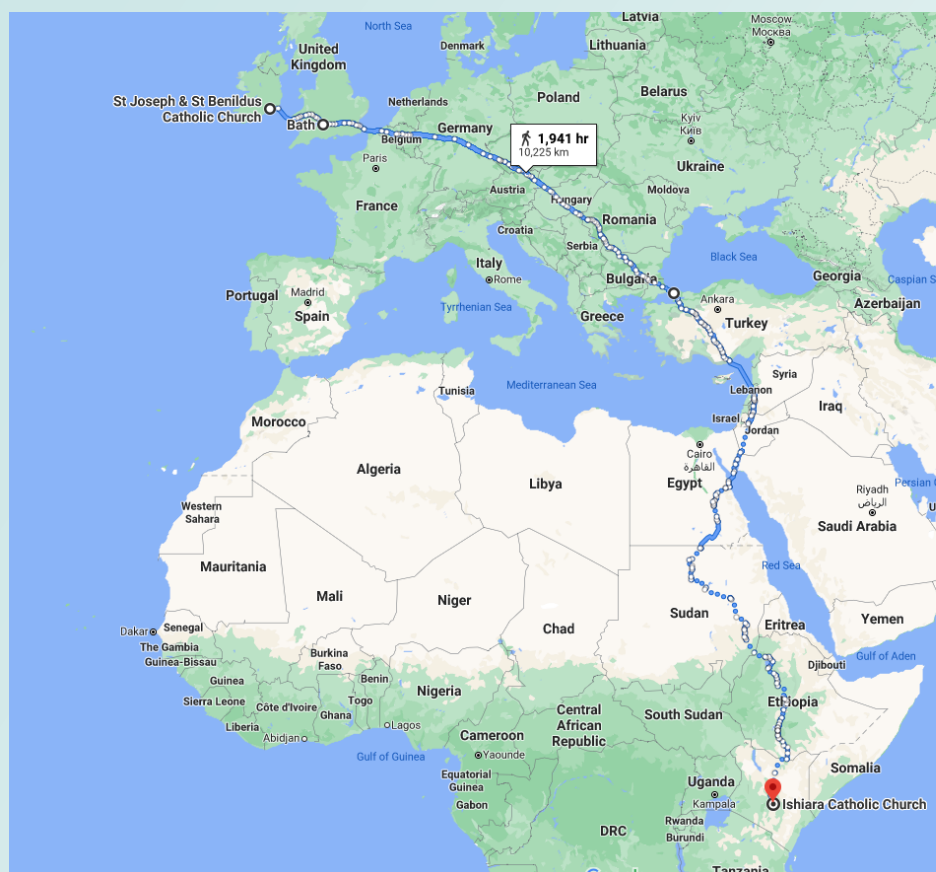 Latvia
Moscow
Москва
North Sea
Denmark
Lithuania
United
Kingdom
St Joseph & St Benildus
Catholic Church
Bath
Netherlands
Poland
Belarus
Germany
Belgium
1,941 hr
10,225 km
Kyiv
Київ
Ukraine
Paris
Austria
Hungary
Moldova
France
Romania
Croatia
Serbia
Italy
Rome
Black Sea
Georgia
Caspian S
Bulgaria
Azerbaijan
Portugal
Madrid
Spain
Tyrrhenian Sea
Greece
Ankara
Turkey
Tunisia
Mediterranean Sea
Syria
Lebanon
Iraq
Morocco
Israel
Jordan
Cairo
القاهرة
Algeria
Libya
Egypt
Persian
Riyadh
الرياض
Western
Sahara
Saudi Arabia
Mauritania
Red Sea
Mali
Niger
Chad
Sudan
Eritrea
Yemen
Dakar
Senegal
The Gambia
Guinea-Bissau
Burkina
Faso
Djibouti
Gulf of Aden
Guinea
Benin
Nigeria
Sierra Leone
Côte d'Ivoire
Togo
Ghana
Ethiopia
Liberia
Lagos
Central
African
Republic
South Sudan
Abidjan
Cameroon
Gulf of Guinea
Yaounde
Somalia
Equatorial
Guinea
Uganda
Kampala
Ishiara Catholic Church
Gabon
Rwanda
Burundi
DRC
Tanzania